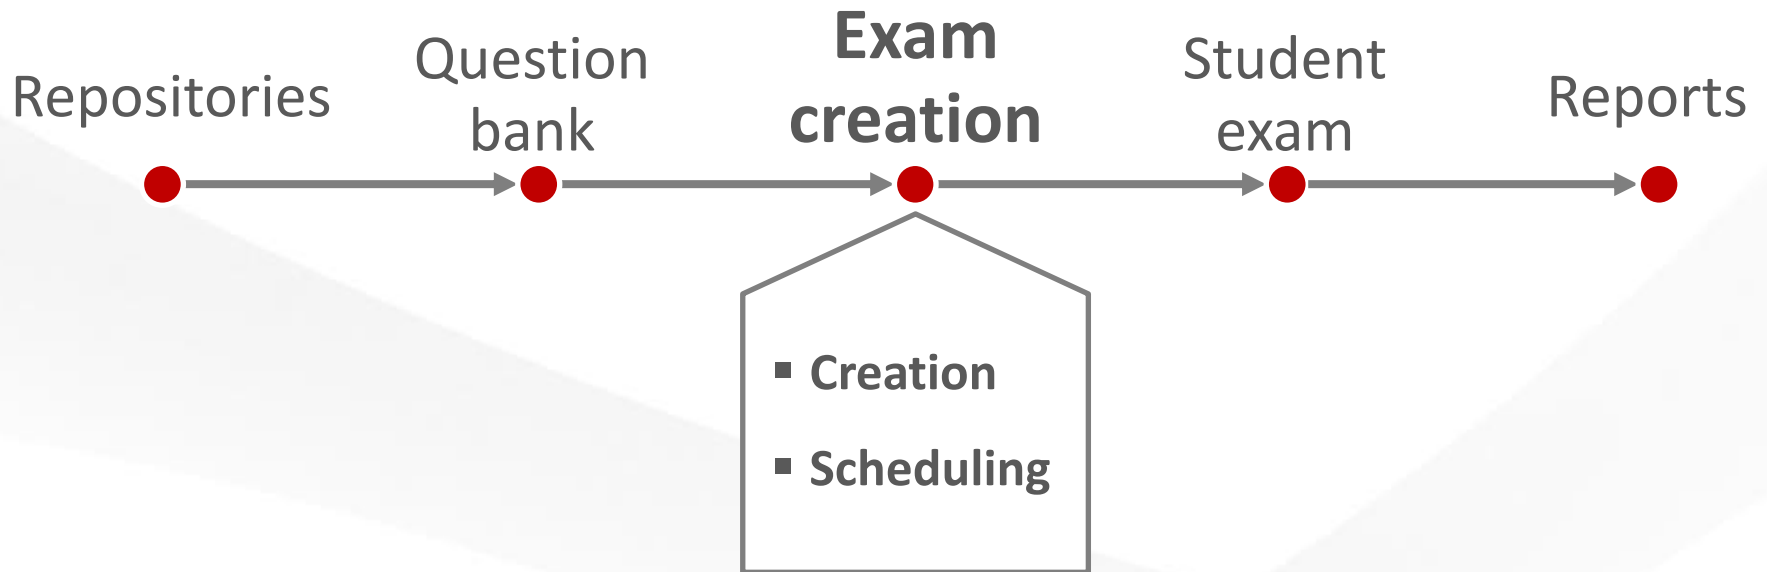 Repositories
Question
bank
Exam
creation
Student
exam
Reports
▪ Creation
▪ Scheduling